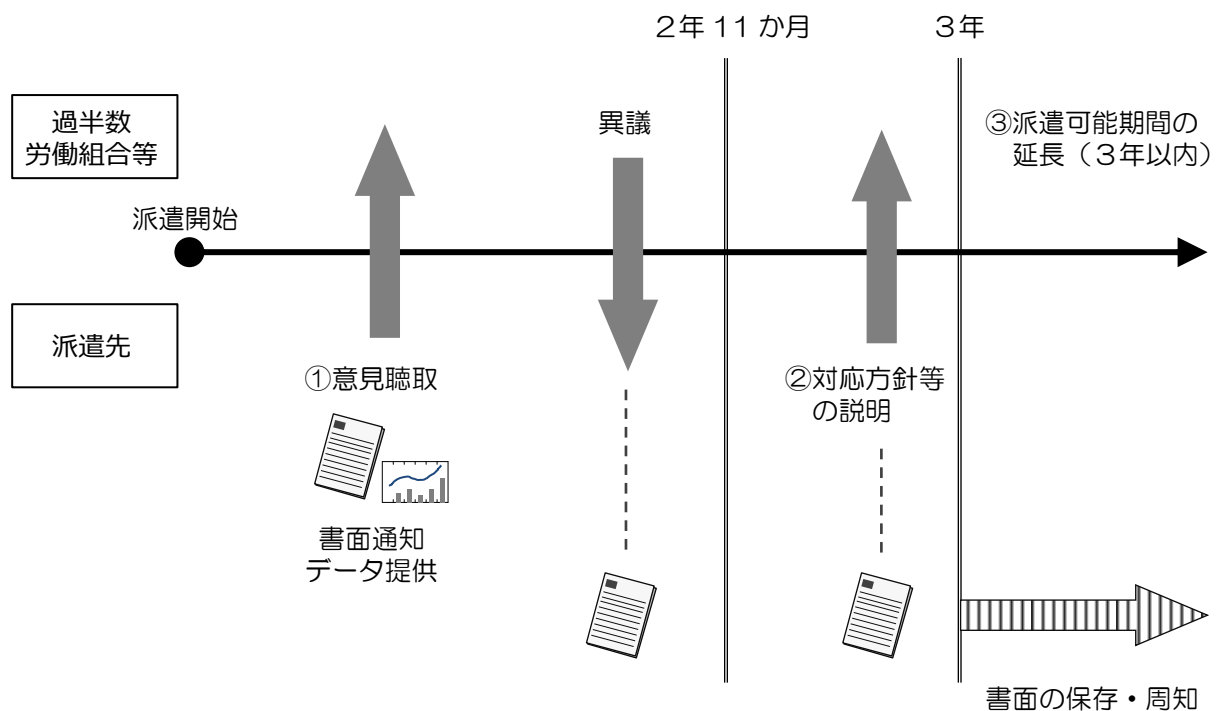 ２年 11 か月
３年
過半数
労働組合等
異議
③派遣可能期間の
延長（３年以内）
派遣開始
派遣先
①意見聴取
②対応方針等
の説明
書面通知
データ提供
書面の保存・周知